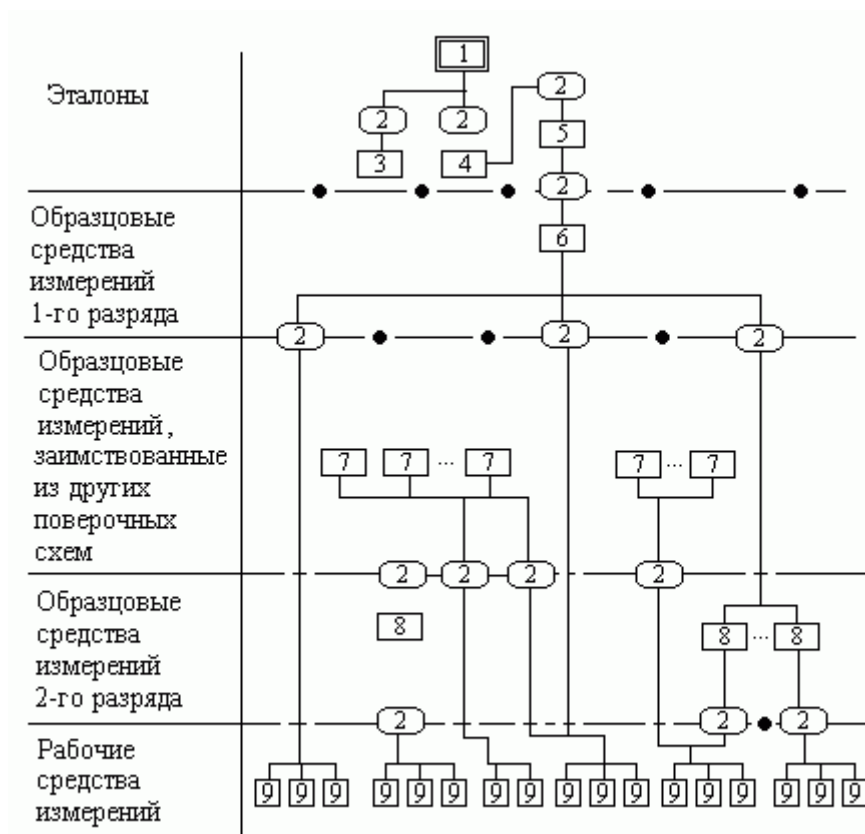 Эталоны
1
2
2 2
5
3 4
2
Образцовые
средства
измерений
1-го разряда
6
2 2 2
Образцовые
средства
измерений,
заимствованные
из других
поверочных
схем
7 7 ... 7 7 ... 7
2 2 2 2
Образцовые
средства
измерений
2-го разряда
8 8 ... 8
2 2 2
Рабочие
средства
измерений
9 9 9 9 9 9 9 9 9 9 9 9 9 9 9 9 9